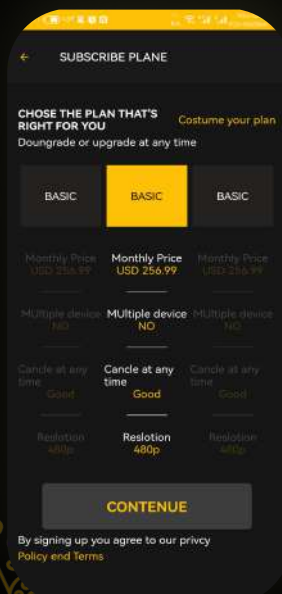 SUBSCRIBE PLANE
CHOSE THE PLAN THAT'S
RIGHT FOR YOU
Costume your plan
Doungrade or upgrade at any time
BASIC BASIC BASIC
Monthly Price Monthly Price Monthly Price
USD 256.99 USD 256.99 USD 256.99
MUltiple device MUltiple device MUltiple device
NO NO NO
Cancle at any Cancle at any Cancle at any
time time time
Good Good Good
Reslotion Reslotion Reslotion
480p 480p 480p
CONTENUE
By signing up you agree to our privcy
Policy end Terms